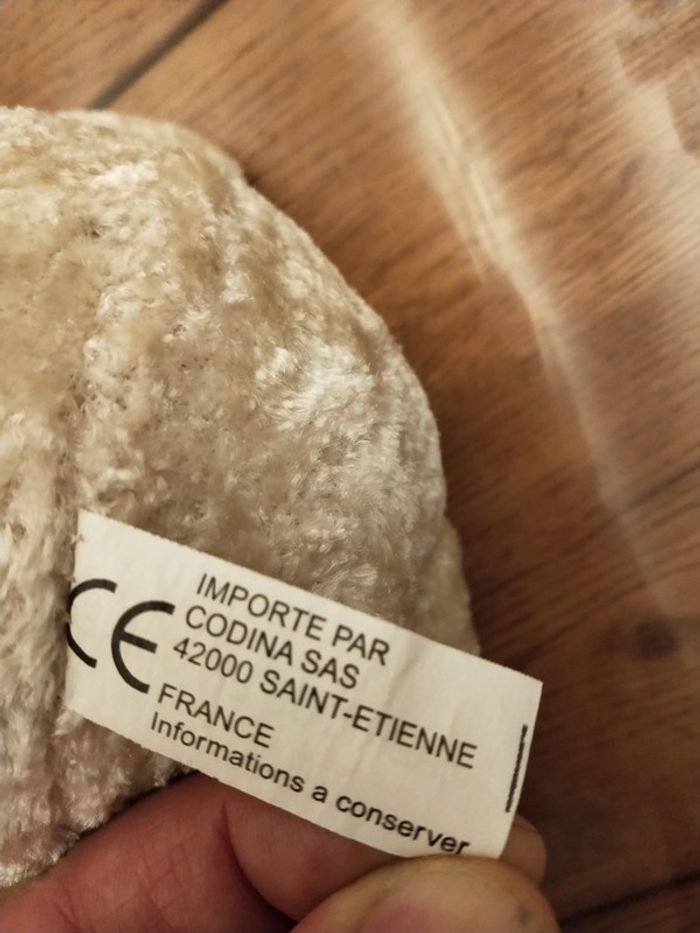 CE
IMPORTE PAR
CODINA SAS
42000 SAINT-ETIENNE
FRANCE
Informations a conserver